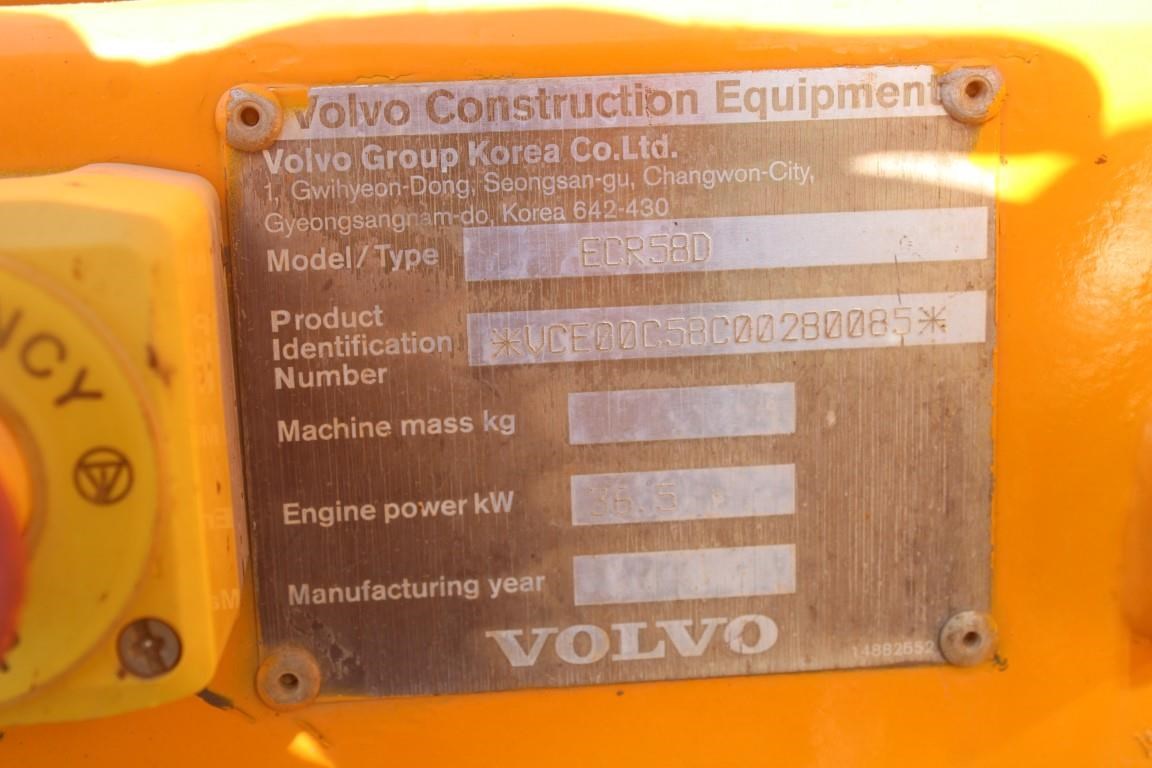 Volvo Construction Equipment
Volvo Group Korea Co.Ltd.
1, Gwihyeon-Dong, Seongsan-gu, Changwon-City,
Gyeongsangnam-do, Korea 642-430
Model/Type ECR58D
Product
Identification
Number
*VCE00C58C00280085*
Machine mass kg
Engine power kW 36.5
Manufacturing year
VOLVO
14882652
NCY